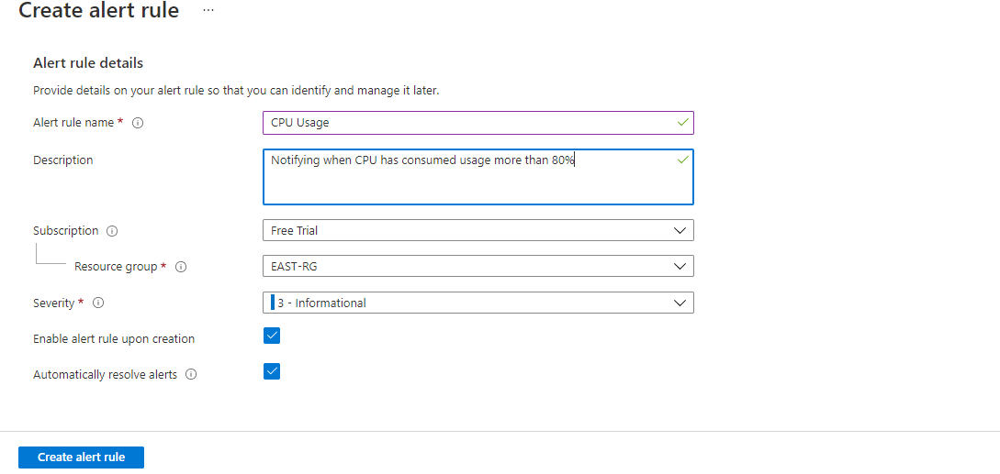 Create alert rule ...
Alert rule details
Provide details on your alert rule so that you can identify and manage it later.
Alert rule name * CPU Usage
Description Notifying when CPU has consumed usage more than 80%
Subscription Free Trial
Resource group * EAST-RG
Severity * 3 - Informational
Enable alert rule upon creation
Automatically resolve alerts
Create alert rule